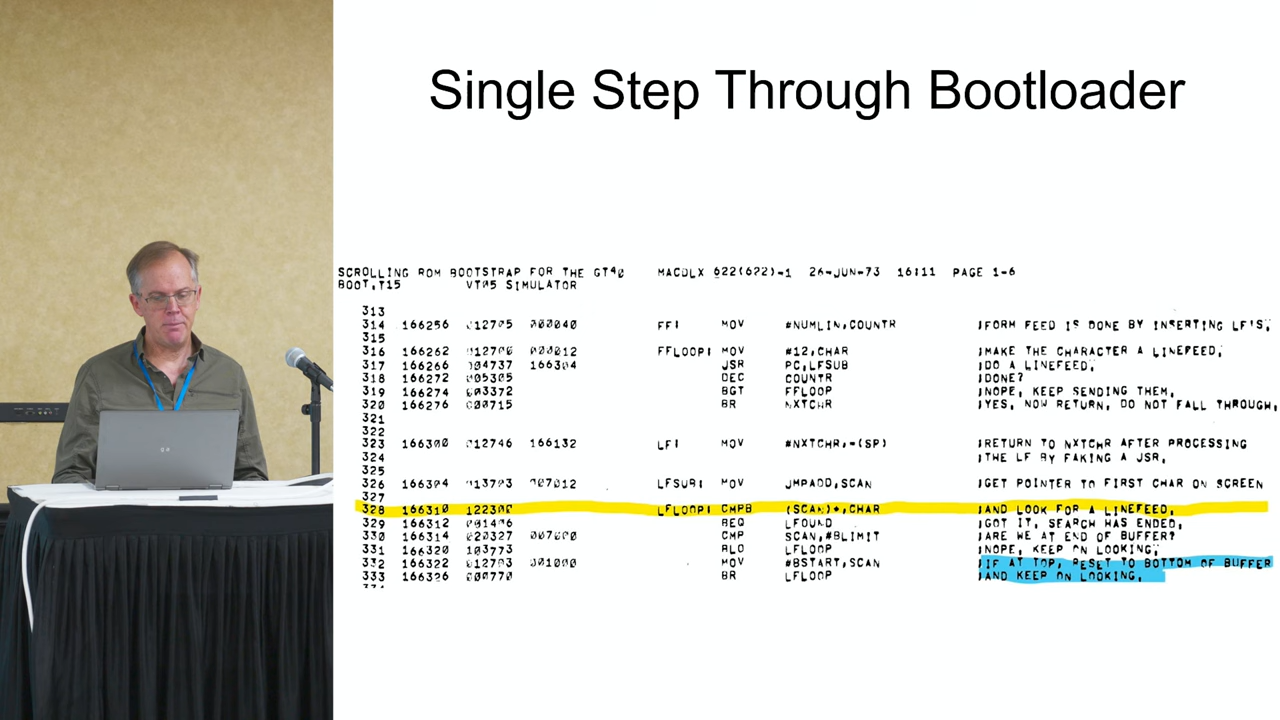 Single Step Through Bootloader
SCROLLING ROM BOOTSTRAP FOR THE GT40 MACDLX 622(622)-1 26-JUN-73 16:11 PAGE 1-6
BOOT.T15 VT05 SIMULATOR
313
314 166256 012705 000040 FF: MOV #NUMLIN,COUNTR ;FORM FEED IS DONE BY INSERTING LF'S.
315
316 166262 012700 000012 FFLOOP: MOV #12,CHAR ;MAKE THE CHARACTER A LINEFEED.
317 166266 004737 166304 JSR PC,LFSUB ;DO A LINEFEED.
318 166272 005305 DEC COUNTR ;DONE?
319 166274 003372 BGT FFLOOP ;NOPE, KEEP SENDING THEM.
320 166276 000715 BR NXTCHR ;YES, NOW RETURN, DO NOT FALL THROUGH.
321
322
323 166300 012746 166132 LF: MOV #NXTCHR,-(SP) ;RETURN TO NXTCHR AFTER PROCESSING
324 ;THE LF BY FAKING A JSR.
325
326 166304 013703 007012 LFSUB: MOV JMPADD,SCAN ;GET POINTER TO FIRST CHAR ON SCREEN
327
328 166310 122300 LFLOOP: CMPB (SCAN)+,CHAR ;AND LOOK FOR A LINEFEED.
329 166312 001406 BEQ LFOUND ;GOT IT, SEARCH HAS ENDED.
330 166314 020327 007600 CMP SCAN,#BLIMIT ;ARE WE AT END OF BUFFER?
331 166320 103773 BLO LFLOOP ;NOPE, KEEP ON LOOKING.
332 166322 012703 001000 MOV #BSTART,SCAN ;IF AT TOP, RESET TO BOTTOM OF BUFFER
333 166326 000770 BR LFLOOP ;AND KEEP ON LOOKING.